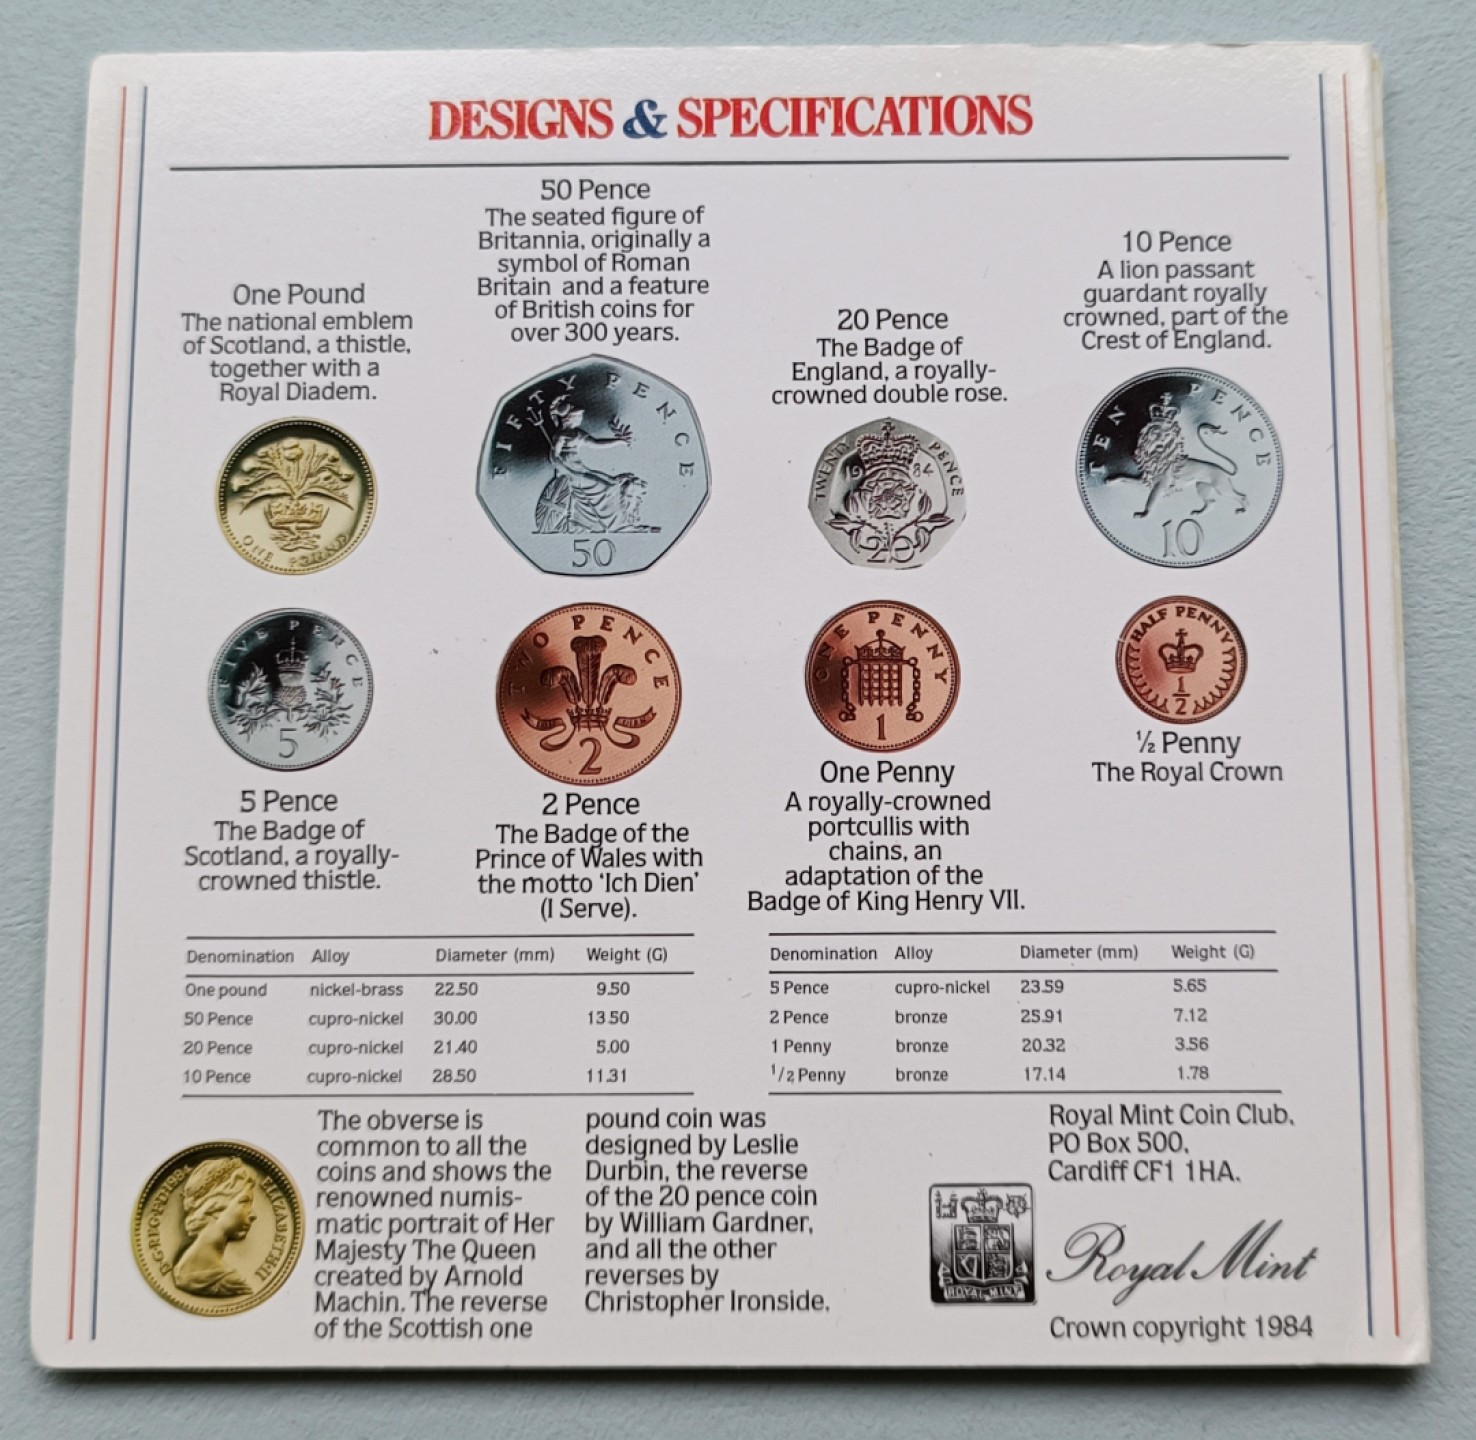 DESIGNS & SPECIFICATIONS
One Pound
The national emblem
of Scotland, a thistle,
together with a
Royal Diadem.
50 Pence
The seated figure of
Britannia, originally a
symbol of Roman
Britain and a feature
of British coins for
over 300 years.
20 Pence
The Badge of
England, a royally-
crowned double rose.
10 Pence
A lion passant
guardant royally
crowned, part of the
Crest of England.
ONE POUND
FIFTY PENCE
50
TWENTY PENCE
1984
20
TEN PENCE
10
FIVE PENCE
5
TWO PENCE
ICH DIEN
2
ONE PENNY
1
HALF PENNY
1/2
5 Pence
The Badge of
Scotland, a royally-
crowned thistle.
2 Pence
The Badge of the
Prince of Wales with
the motto ‘Ich Dien’
(I Serve).
One Penny
A royally-crowned
portcullis with
chains, an
adaptation of the
Badge of King Henry VII.
½ Penny
The Royal Crown
Denomination Alloy Diameter (mm) Weight (G)
One pound nickel-brass 22.50 9.50
50 Pence cupro-nickel 30.00 13.50
20 Pence cupro-nickel 21.40 5.00
10 Pence cupro-nickel 28.50 11.31
Denomination Alloy Diameter (mm) Weight (G)
5 Pence cupro-nickel 23.59 5.65
2 Pence bronze 25.91 7.12
1 Penny bronze 20.32 3.56
1/2 Penny bronze 17.14 1.78
D·G·REG·F·D·1984 ELIZABETH·II
The obverse is
common to all the
coins and shows the
renowned numis-
matic portrait of Her
Majesty The Queen
created by Arnold
Machin. The reverse
of the Scottish one
pound coin was
designed by Leslie
Durbin, the reverse
of the 20 pence coin
by William Gardner,
and all the other
reverses by
Christopher Ironside.
Royal Mint Coin Club,
PO Box 500,
Cardiff CF1 1HA.
ROYAL MINT
Royal Mint
Crown copyright 1984